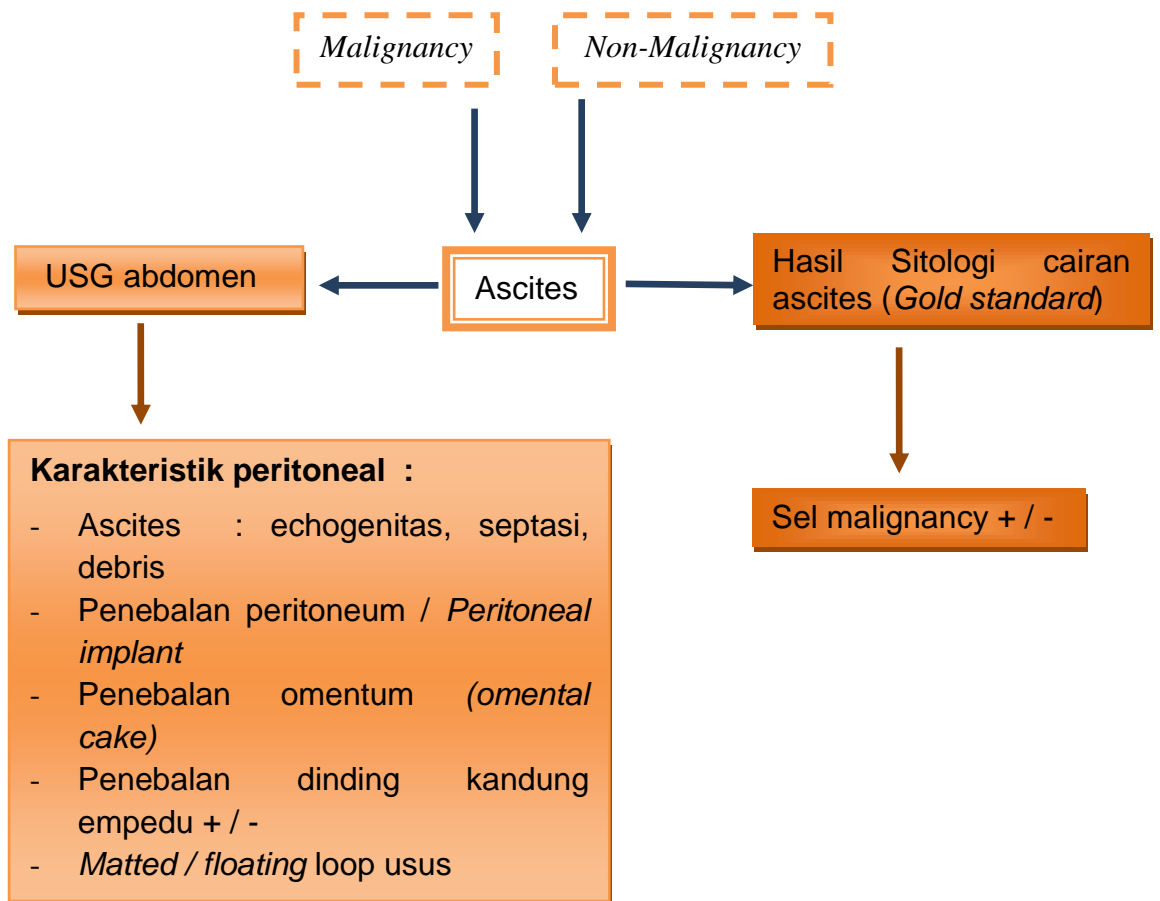 Malignancy
Non-Malignancy
USG abdomen
Ascites
Hasil Sitologi cairan
ascites (Gold standard)
Karakteristik peritoneal :
- Ascites : echogenitas, septasi,
debris
- Penebalan peritoneum / Peritoneal
implant
- Penebalan omentum (omental
cake)
- Penebalan dinding kandung
empedu + / -
- Matted / floating loop usus
Sel malignancy + / -